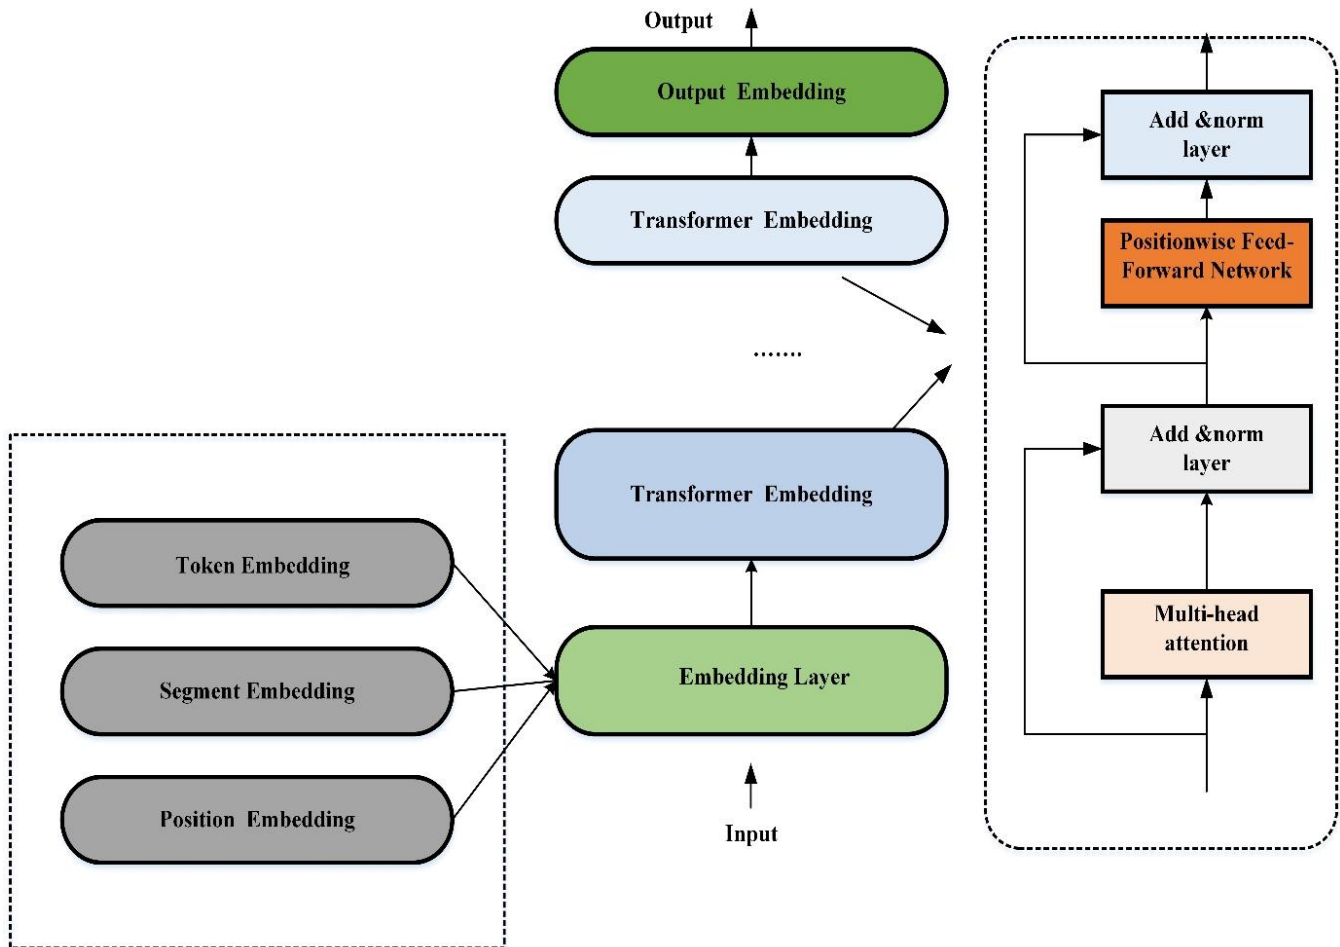 Output
Output Embedding
Transformer Embedding
.......
Transformer Embedding
Embedding Layer
Input
Token Embedding
Segment Embedding
Position Embedding
Add &norm
layer
Positionwise Feed-
Forward Network
Add &norm
layer
Multi-head
attention